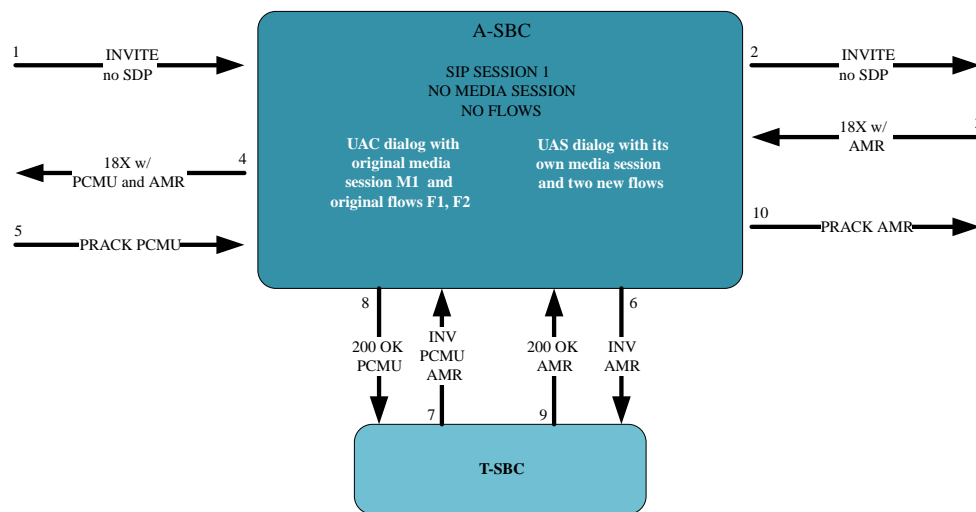 A-SBC
SIP SESSION 1
NO MEDIA SESSION
NO FLOWS
UAC dialog with
original media
session M1 and
original flows F1, F2
UAS dialog with its
own media session
and two new flows
1
INVITE
no SDP
2
INVITE
no SDP
18X w/
AMR
4
18X w/
PCMU and AMR
5
PRACK PCMU
10
PRACK AMR
8
200 OK
PCMU
INV
PCMU
AMR
7
200 OK
AMR
9
6
INV
AMR
T-SBC